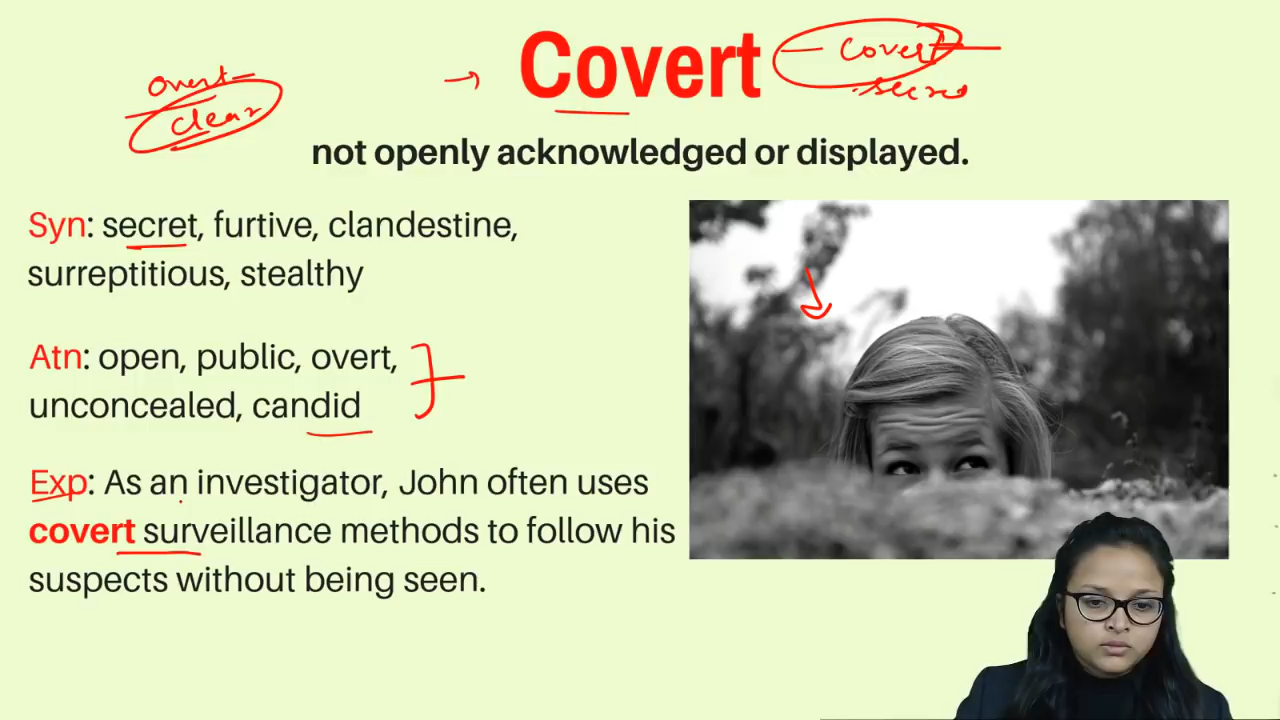 overt
clear
Covert
covert
not openly acknowledged or displayed.
Syn: secret, furtive, clandestine,
surreptitious, stealthy
Atn: open, public, overt,
unconcealed, candid
Exp: As an investigator, John often uses
covert surveillance methods to follow his
suspects without being seen.